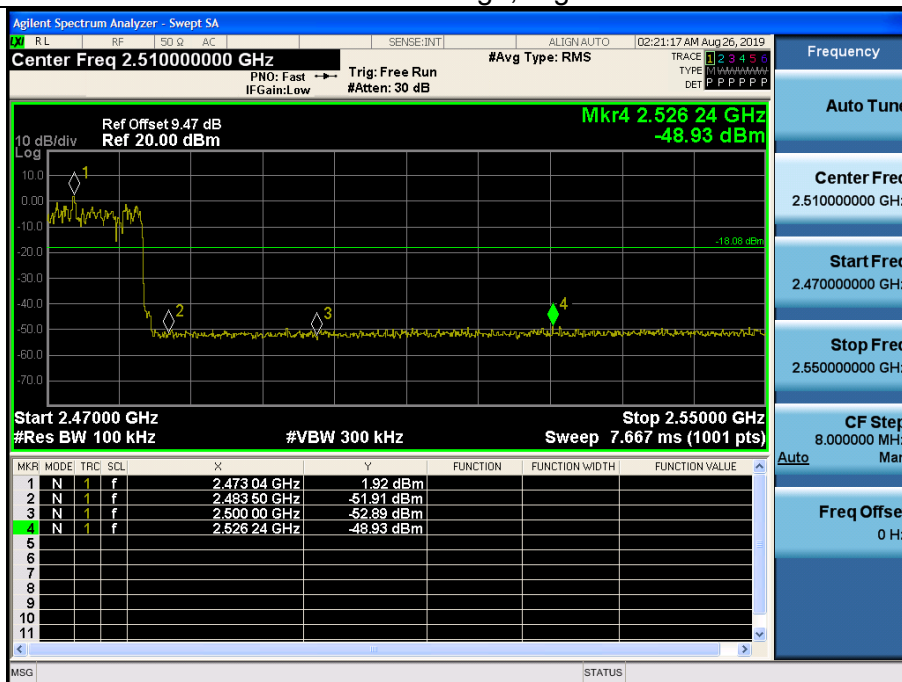 Agilent Spectrum Analyzer - Swept SA
LXI RL RF 50 Ω AC SENSE:INT ALIGN AUTO 02:21:17 AM Aug 26, 2019
Center Freq 2.510000000 GHz #Avg Type: RMS TRACE 1 2 3 4 5 6
PNO: Fast Trig: Free Run TYPE M WWWWW
IFGain:Low #Atten: 30 dB DET P P P P P P
Mkr4 2.526 24 GHz
-48.93 dBm
Ref Offset 9.47 dB
10 dB/div Ref 20.00 dBm
Log
10.0
0.00
-10.0
-20.0
-30.0
-40.0
-50.0
-60.0
-70.0
1
2
3
4
-18.08 dBm
Start 2.47000 GHz Stop 2.55000 GHz
#Res BW 100 kHz #VBW 300 kHz Sweep 7.667 ms (1001 pts)
MKR MODE TRC SCL X Y FUNCTION FUNCTION WIDTH FUNCTION VALUE
1 N 1 f 2.473 04 GHz 1.92 dBm
2 N 1 f 2.483 50 GHz -51.91 dBm
3 N 1 f 2.500 00 GHz -52.89 dBm
4 N 1 f 2.526 24 GHz -48.93 dBm
5
6
7
8
9
10
11
MSG STATUS
Frequency
Auto Tune
Center Freq
2.510000000 GHz
Start Freq
2.470000000 GHz
Stop Freq
2.550000000 GHz
CF Step
8.000000 MHz
Auto Man
Freq Offset
0 Hz